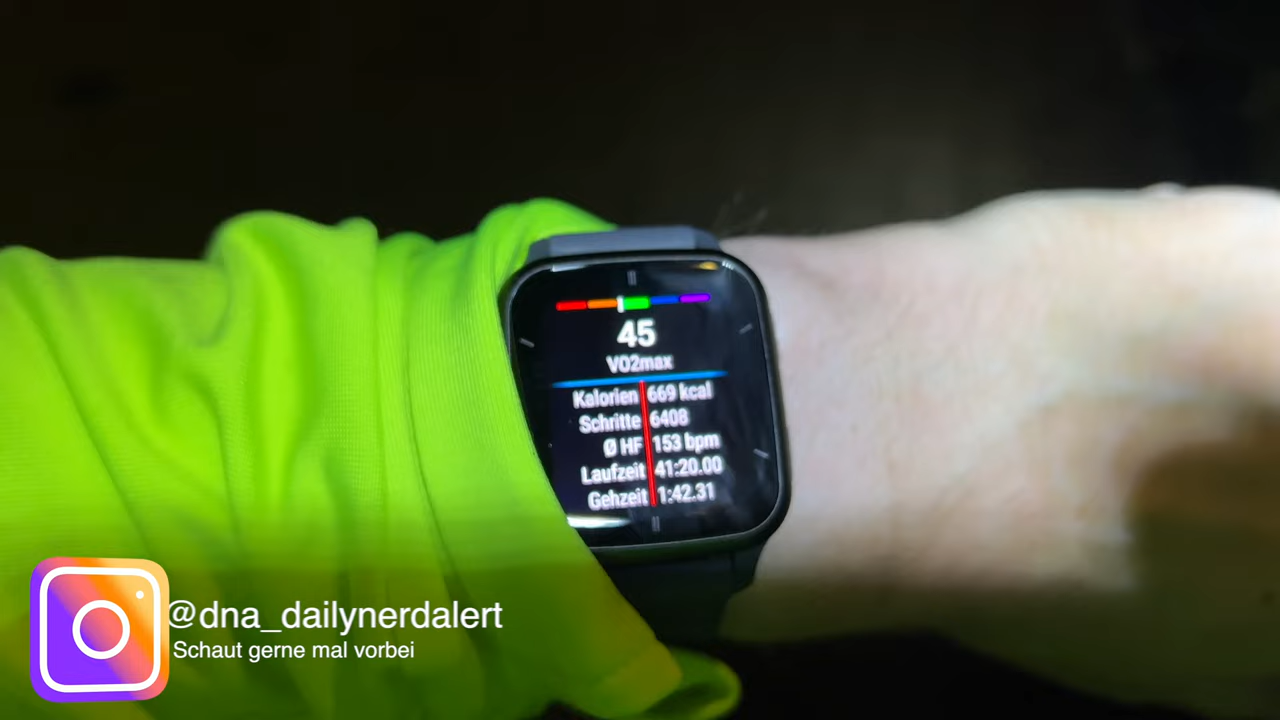 45
VO2max
Kalorien 669 kcal
Schritte 6408
Ø HF 153 bpm
Laufzeit 41:20.00
Gehzeit 1:42.31
@dna_dailynerdalert
Schaut gerne mal vorbei